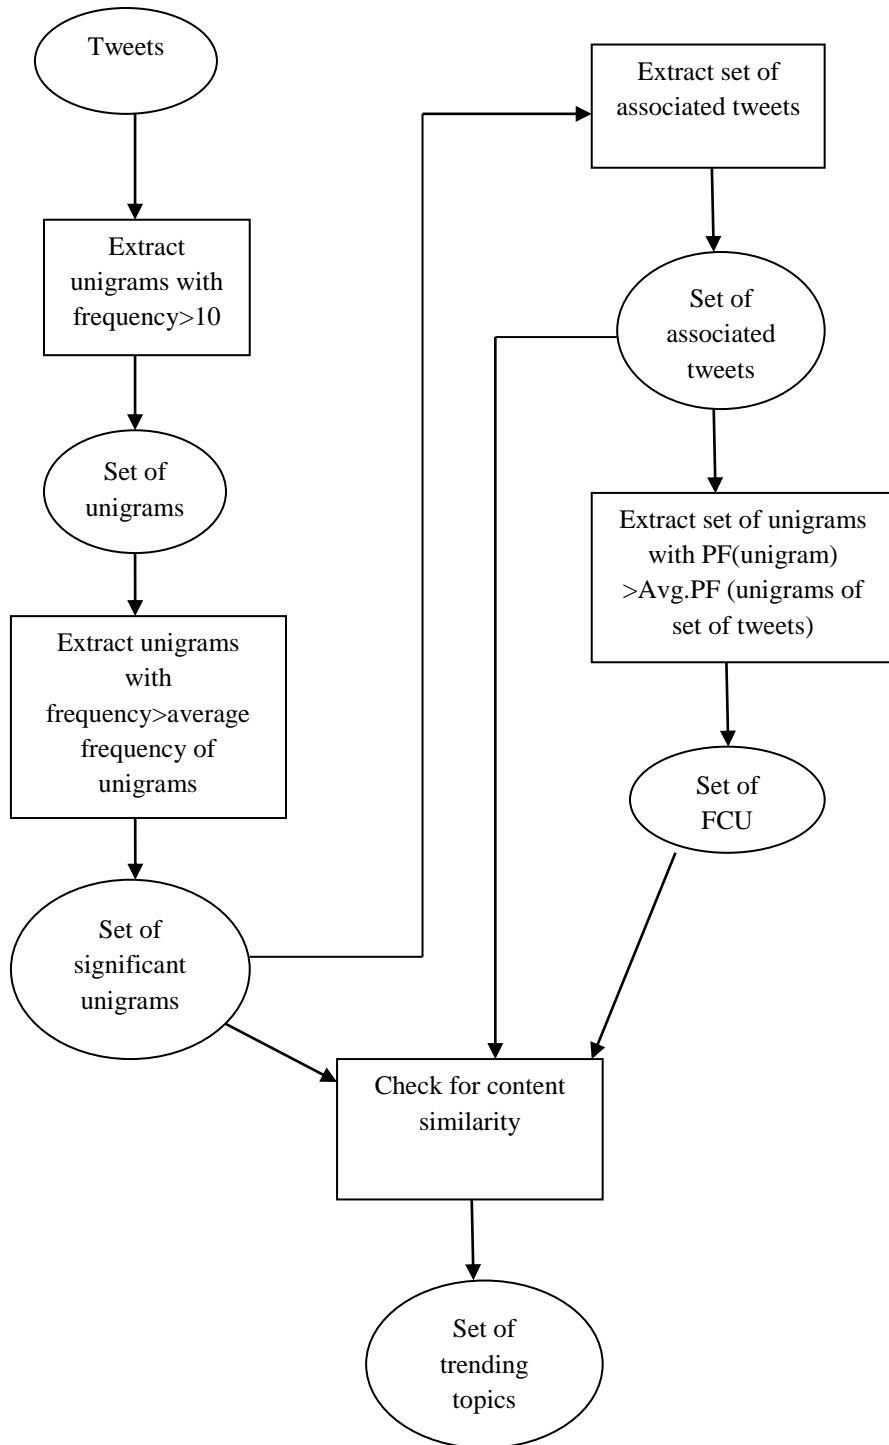 Tweets
Extract
unigrams with
frequency>10
Set of
unigrams
Extract unigrams
with
frequency>average
frequency of
unigrams
Set of
significant
unigrams
Extract set of
associated tweets
Set of
associated
tweets
Extract set of unigrams
with PF(unigram)
>Avg.PF (unigrams of
set of tweets)
Set of
FCU
Check for content
similarity
Set of
trending
topics